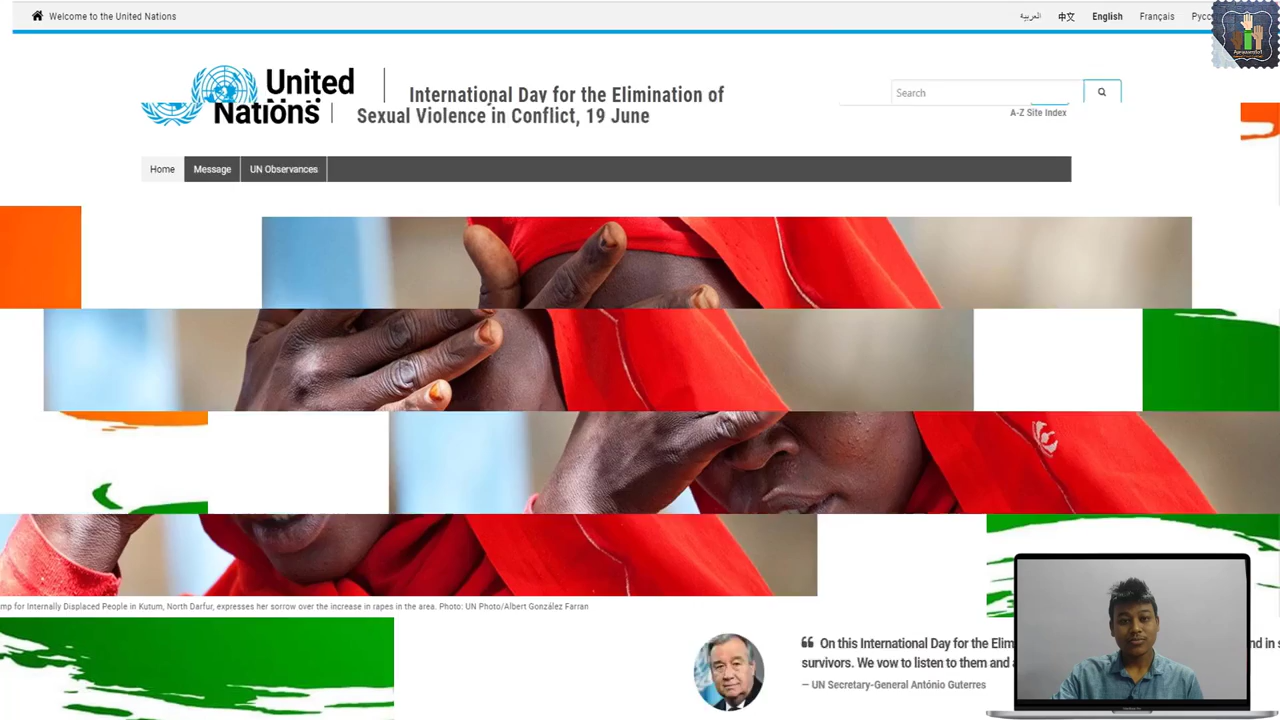 Welcome to the United Nations
العربية 中文 English Français
United Nations
International Day for the Elimination of
Sexual Violence in Conflict, 19 June
Search
A-Z Site Index
Home Message UN Observances
for Internally Displaced People in Kutum, North Darfur, expresses her sorrow over the increase in rapes in the area. Photo: UN Photo/Albert González Farran
On this International Day for the
survivors. We vow to listen to them and
— UN Secretary-General António Guterres